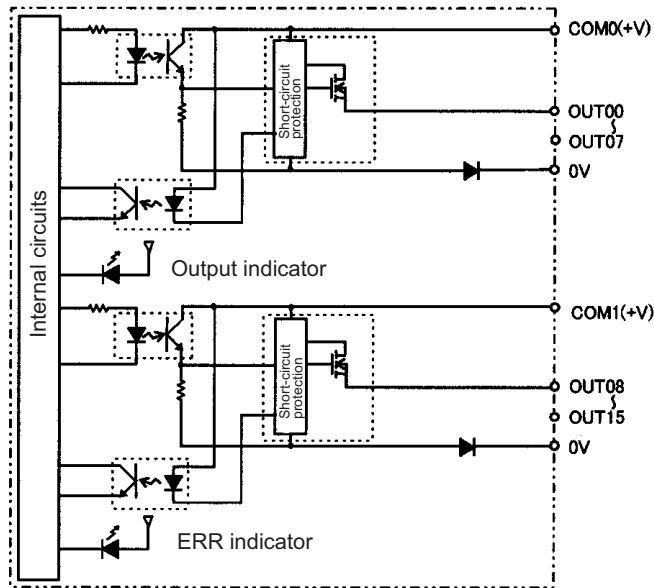 COM0(+V)
Short-circuit
protection
OUT00
OUT07
0V
Internal circuits
Output indicator
COM1(+V)
Short-circuit
protection
OUT08
OUT15
0V
ERR indicator